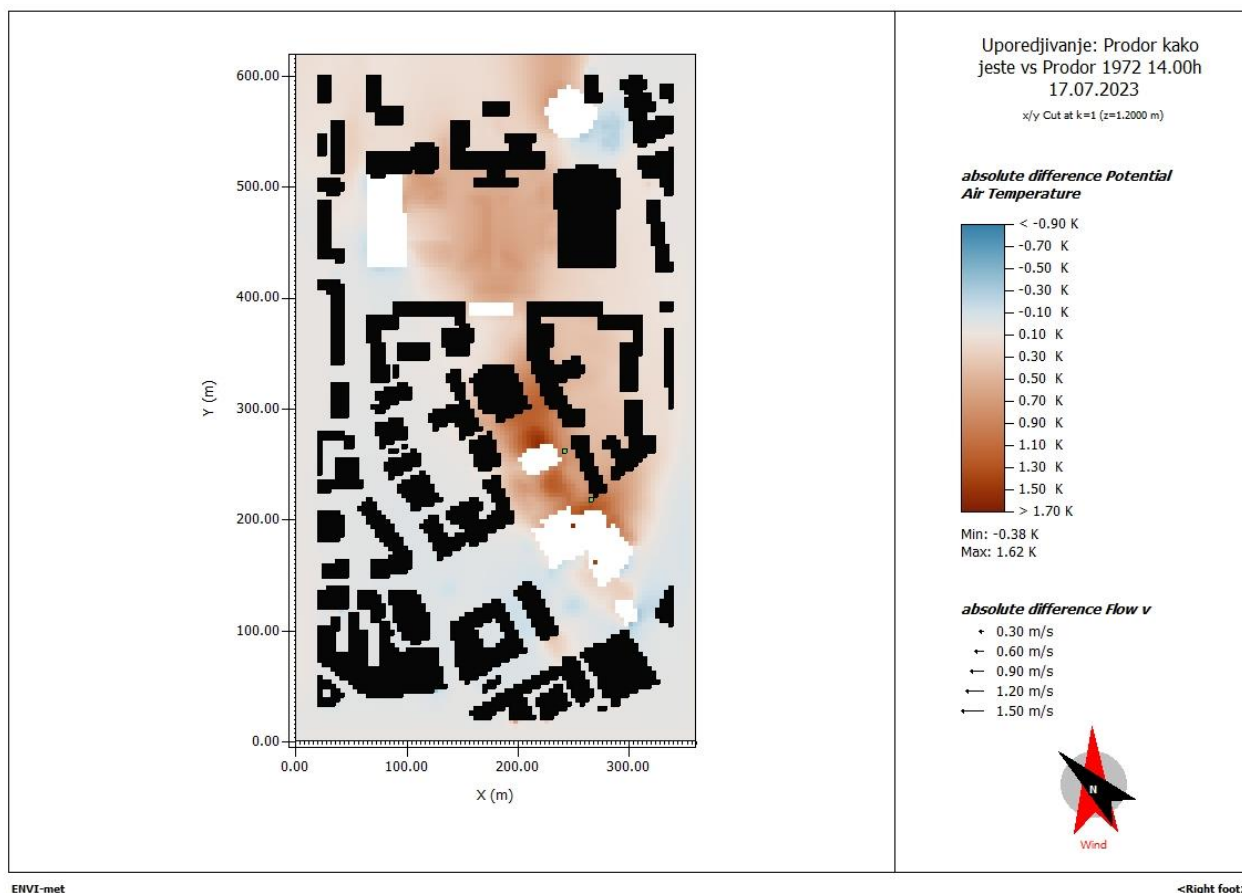 Uporedjivanje: Prodor kako
jeste vs Prodor 1972 14.00h
17.07.2023
x/y Cut at k=1 (z=1.2000 m)
absolute difference Potential
Air Temperature
< -0.90 K
-0.70 K
-0.50 K
-0.30 K
-0.10 K
0.10 K
0.30 K
0.50 K
0.70 K
0.90 K
1.10 K
1.30 K
1.50 K
> 1.70 K
Min: -0.38 K
Max: 1.62 K
absolute difference Flow v
0.30 m/s
0.60 m/s
0.90 m/s
1.20 m/s
1.50 m/s
N
Wind
600.00
500.00
400.00
300.00
200.00
100.00
0.00
Y (m)
0.00 100.00 200.00 300.00
X (m)
ENVI-met
<Right foot